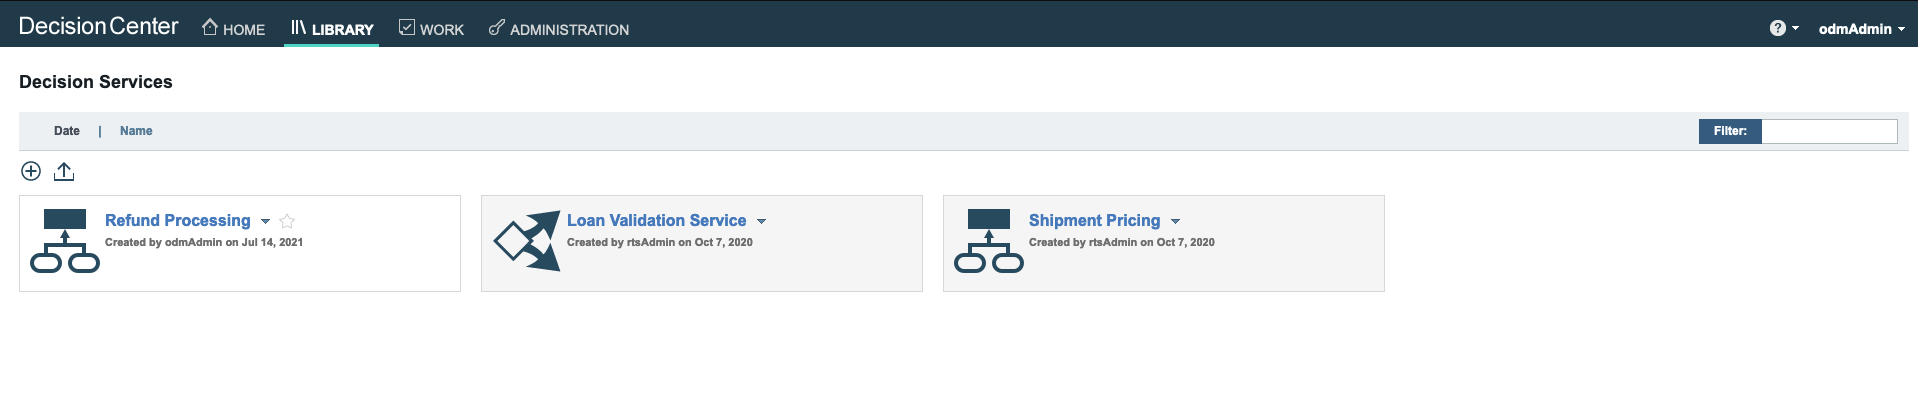 Decision Center HOME LIBRARY WORK ADMINISTRATION ? odmAdmin
Decision Services
Date | Name Filter:
Refund Processing Loan Validation Service Shipment Pricing
Created by odmAdmin on Jul 14, 2021 Created by rtsAdmin on Oct 7, 2020 Created by rtsAdmin on Oct 7, 2020